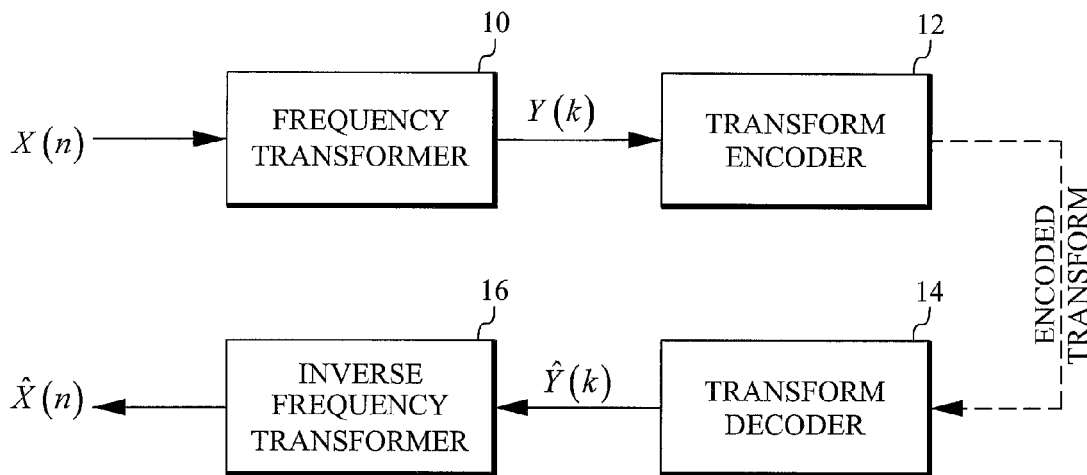 10
12
X(n)
FREQUENCY
TRANSFORMER
Y(k)
TRANSFORM
ENCODER
ENCODED
TRANSFORM
16
14
X̂(n)
INVERSE
FREQUENCY
TRANSFORMER
Ŷ(k)
TRANSFORM
DECODER